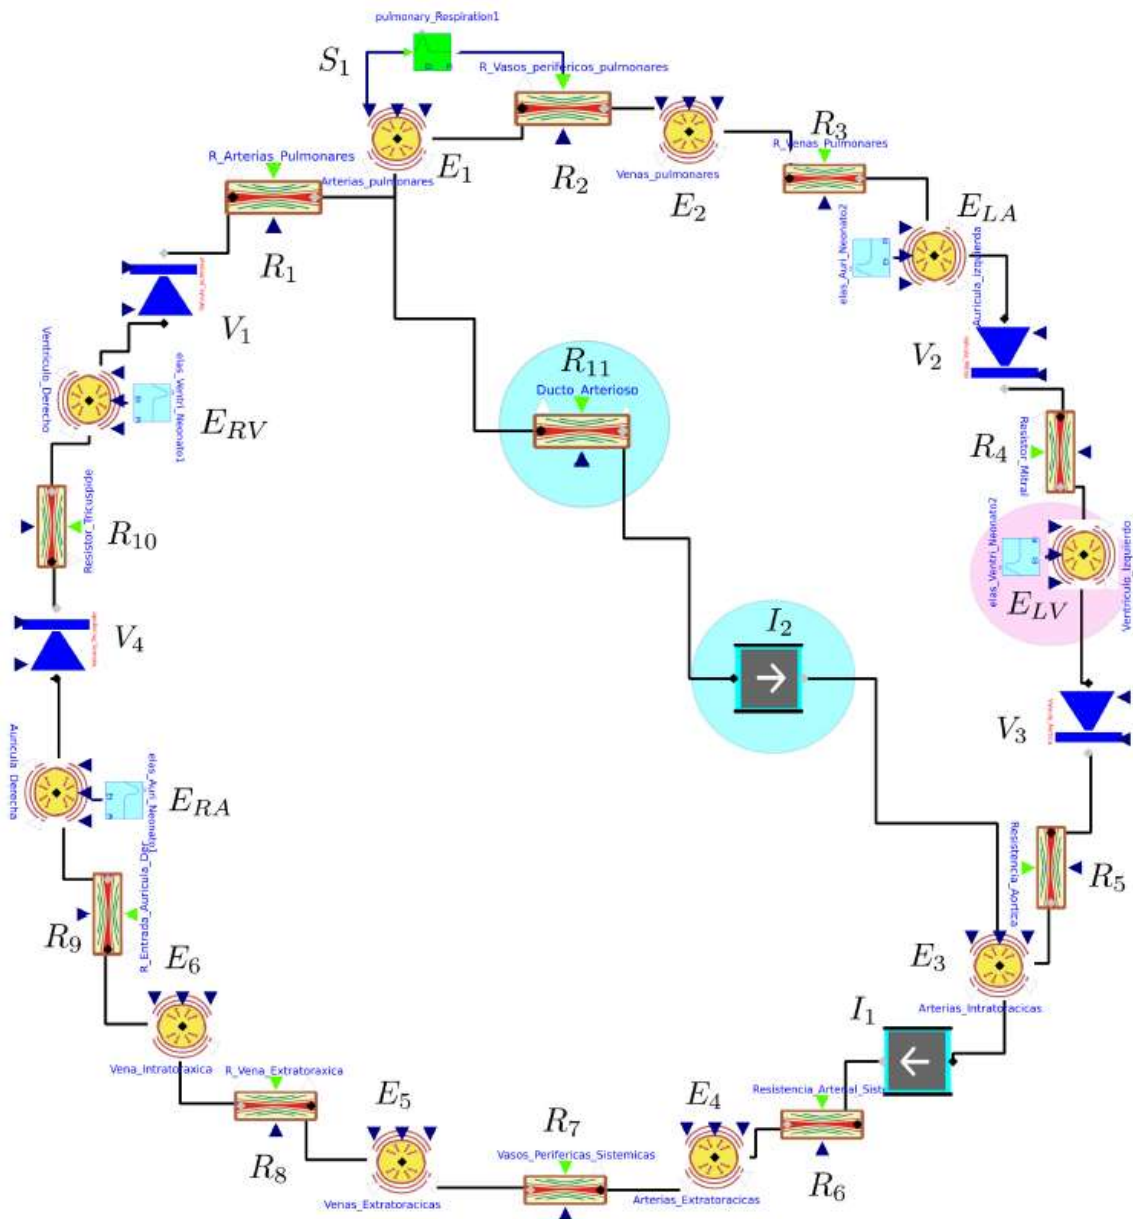 pulmonary_Respiration1
S1
R_Vasos_perifericos_pulmonares
R3
R_Venas_Pulmonares
R_Arterias_Pulmonares
Arterias_pulmonares
E1
R2
Venas_pulmonares
E2
ELA
elas_Auri_Neonato2
Auricula_izquierda
R1
V1
V2
R11
Ducto_Arterioso
Ventriculo_Derecho
elas_Ventri_Neonato1
ERV
R4
Resistor_Mitral
Resistor_Tricuspide
R10
elas_Ventri_Neonato2
ELV
Ventriculo_Izquierdo
V4
I2
V3
Auricula_Derecha
elas_Auri_Neonato1
ERA
Resistencia_Aortica
R5
R9
R_Entrada_Auricula_Der
E6
E3
Arterias_Intratoracicas
I1
Vena_Intratoraxica
R_Vena_Extratoraxica
E5
R7
E4
Resistencia_Arterial_Sist
R8
Vasos_Perifericas_Sistemicas
R6
Venas_Extratoracicas
Arterias_Extratoracicas